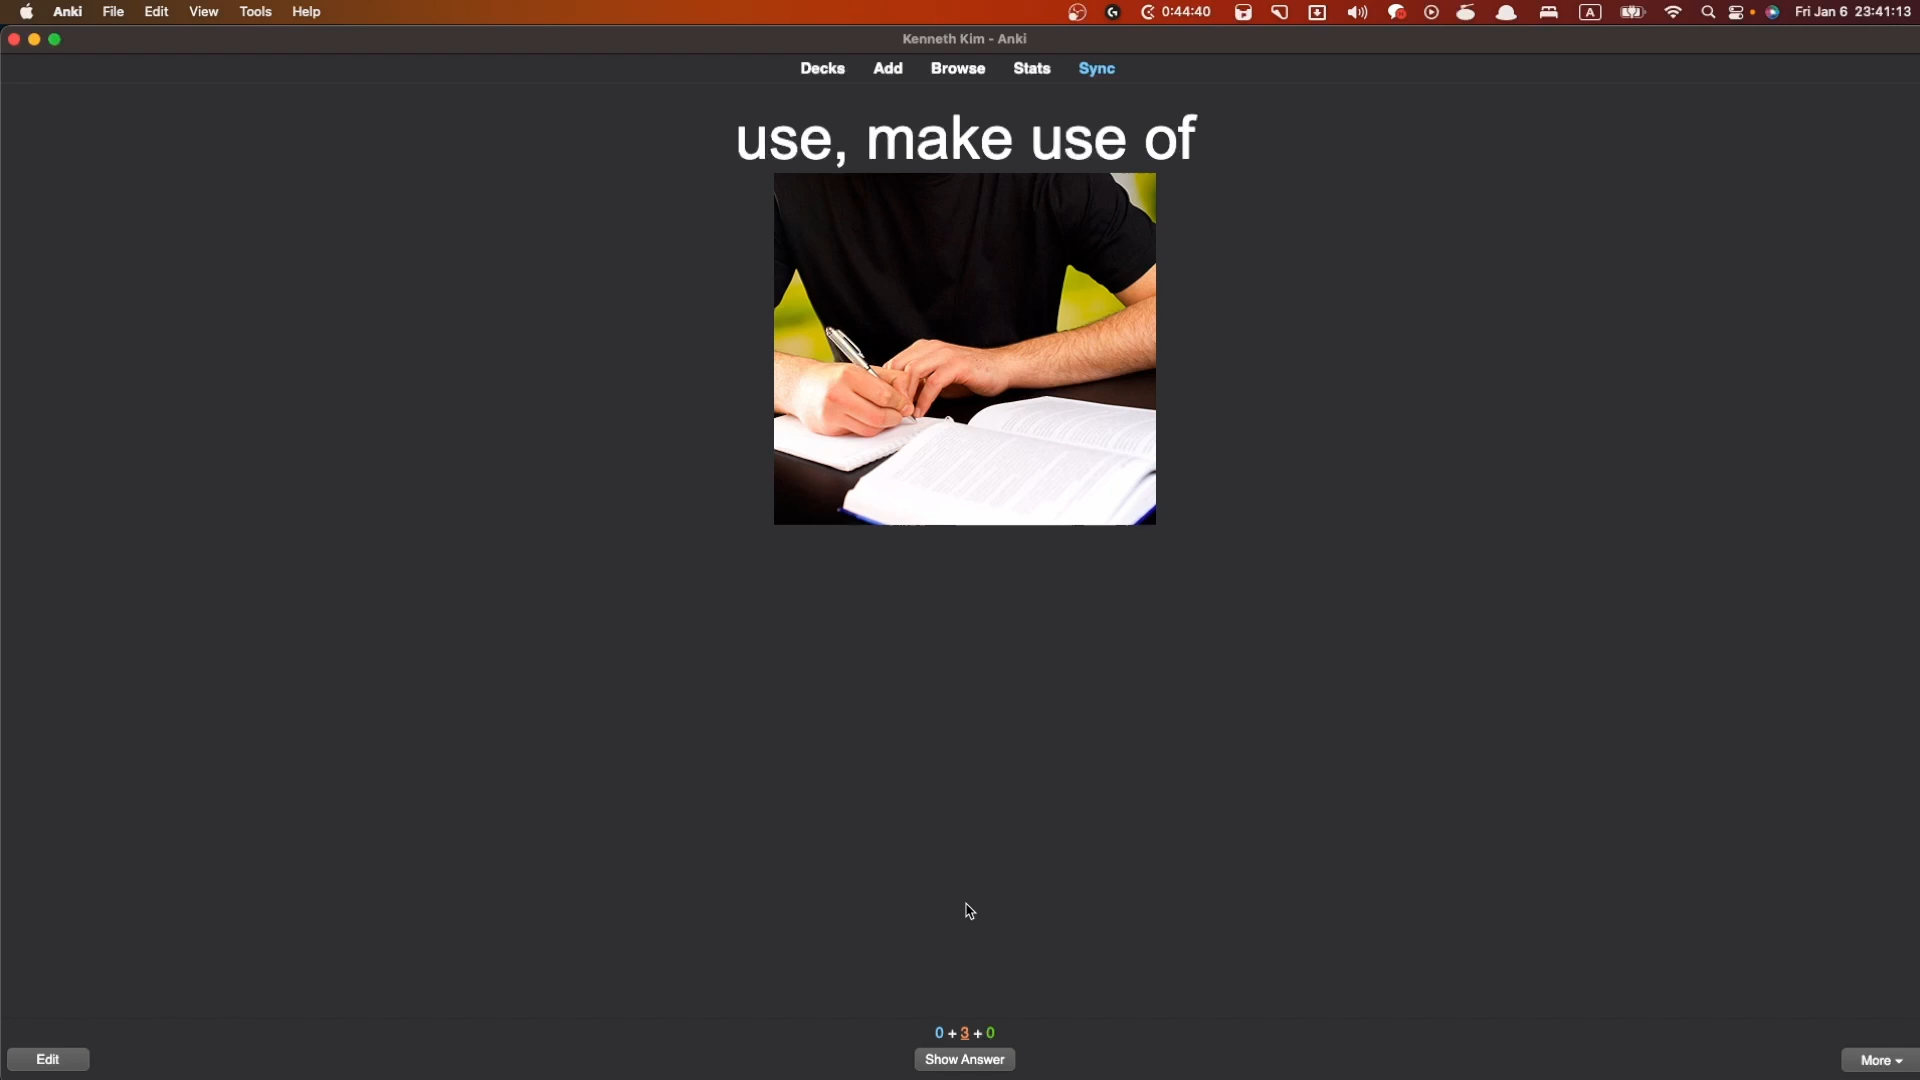 Anki File Edit View Tools Help 0:44:40 A Fri Jan 6 23:41:13
Kenneth Kim - Anki
Decks Add Browse Stats Sync
use, make use of
0 + 3 + 0
Edit Show Answer More